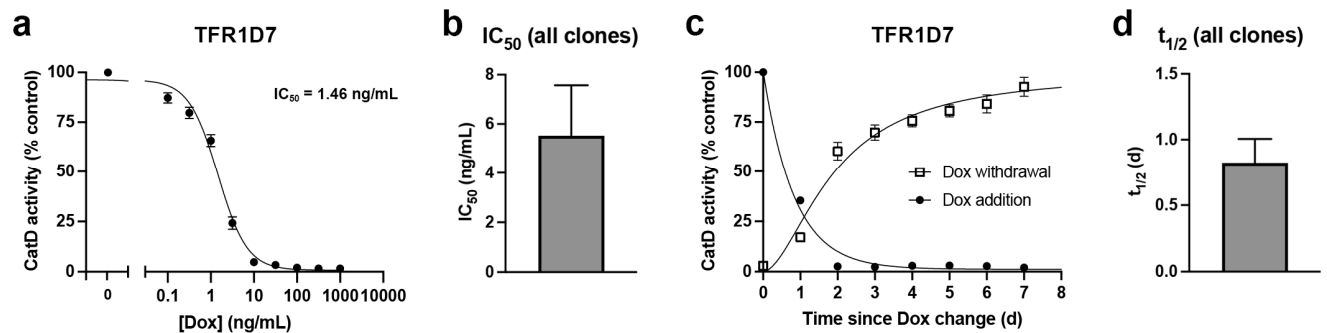 a
TFR1D7
CatD activity (% control)
100
75
50
25
0
IC50 = 1.46 ng/mL
0 0.1 1 10 100 1000 10000
[Dox] (ng/mL)
b
IC50 (all clones)
IC50 (ng/mL)
8
6
4
2
0
c
TFR1D7
CatD activity (% control)
100
75
50
25
0
Dox withdrawal
Dox addition
0 1 2 3 4 5 6 7 8
Time since Dox change (d)
d
t1/2 (all clones)
t1/2 (d)
1.5
1.0
0.5
0.0